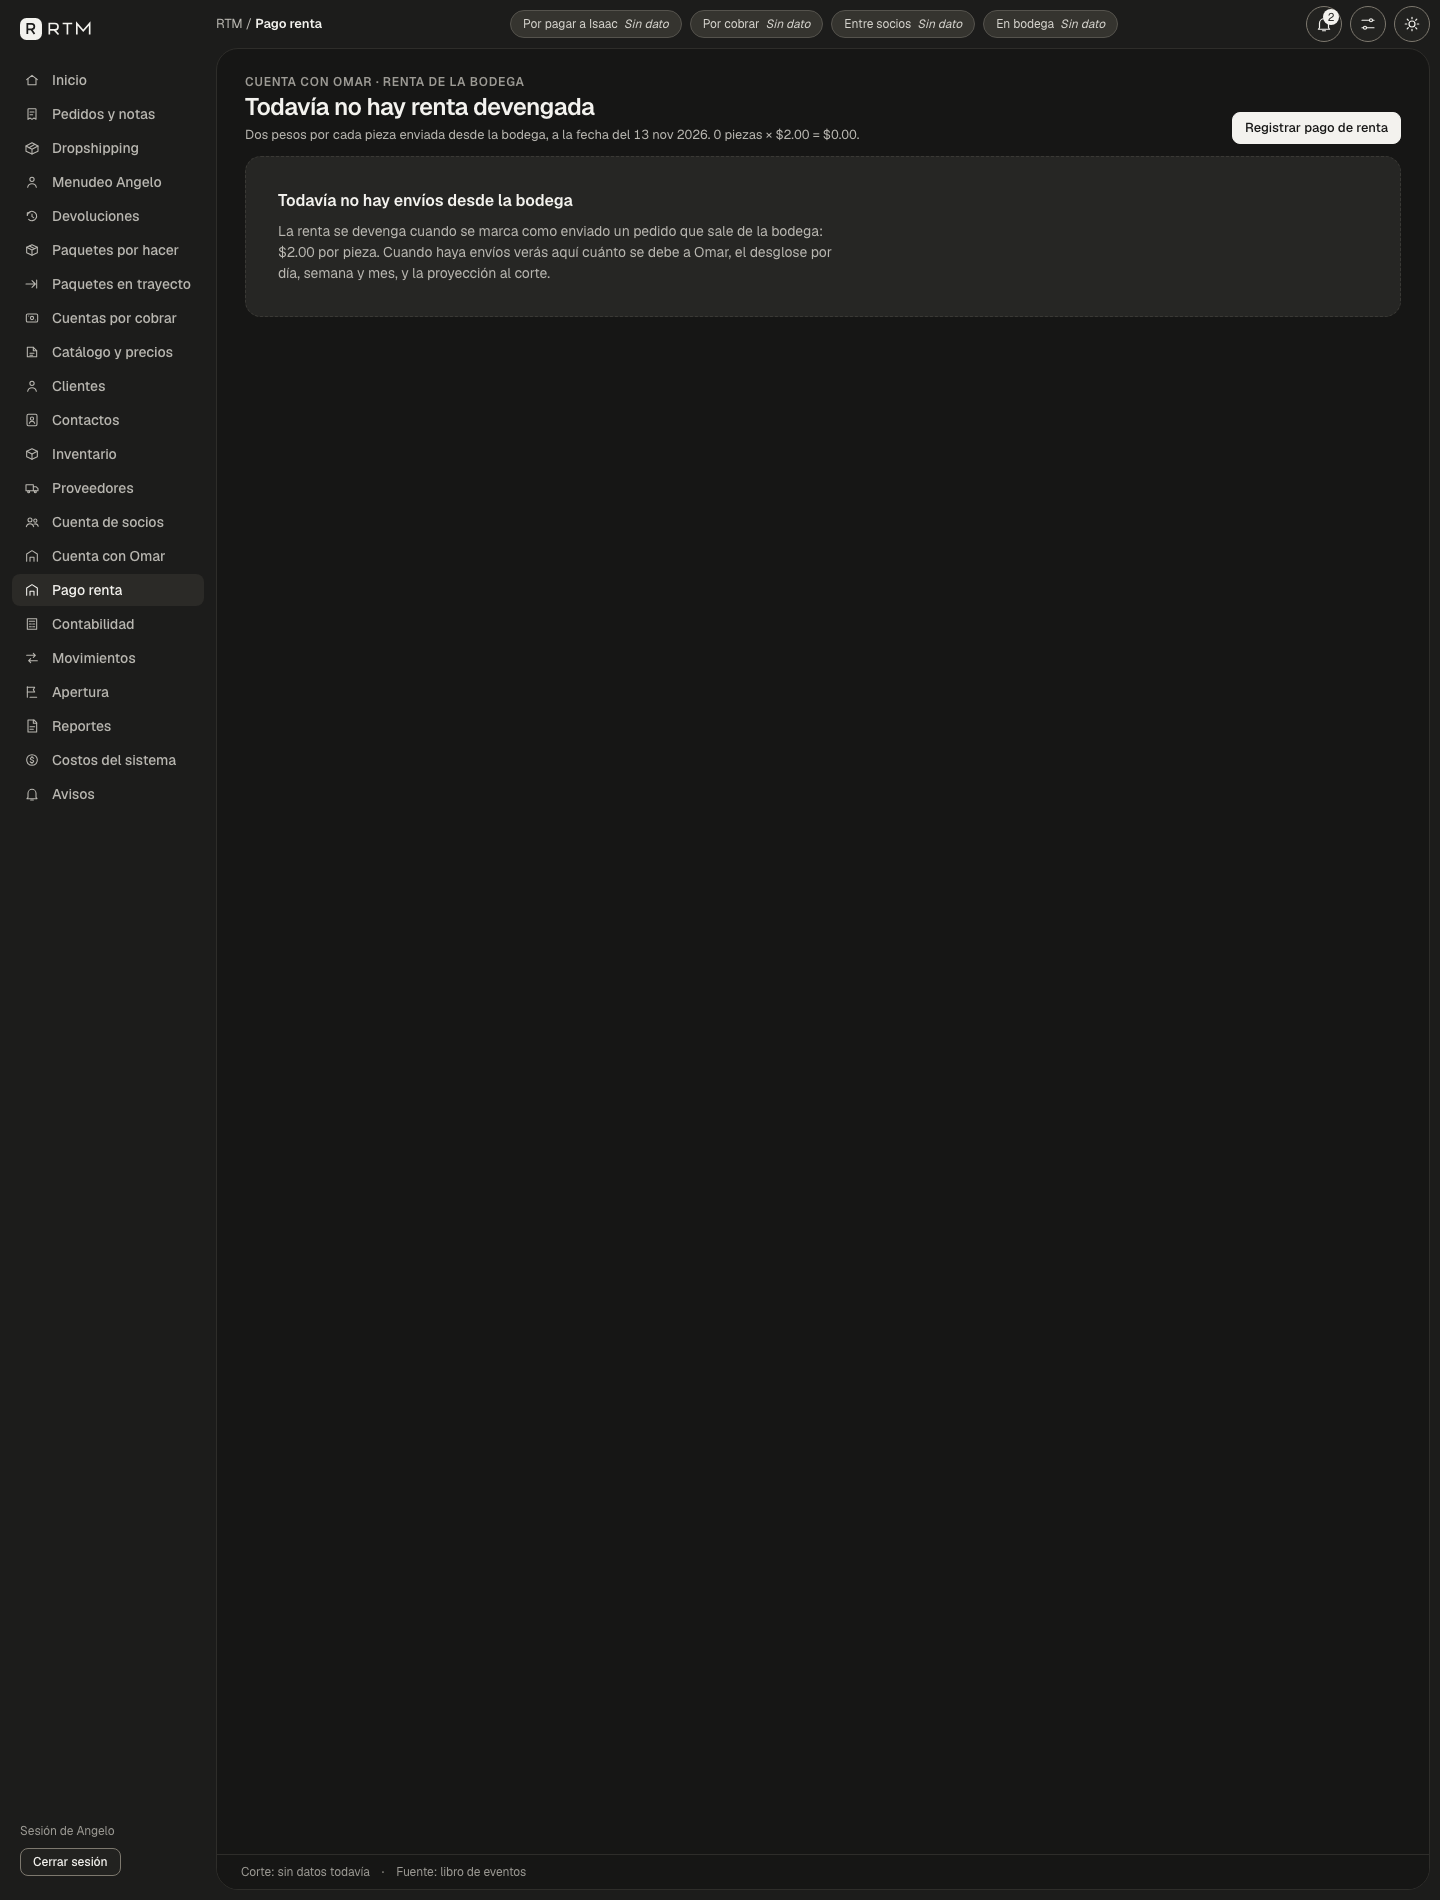 R RTM
RTM / Pago renta
Por pagar a Isaac Sin dato
Por cobrar Sin dato
Entre socios Sin dato
En bodega Sin dato
2
Inicio
Pedidos y notas
Dropshipping
Menudeo Angelo
Devoluciones
Paquetes por hacer
Paquetes en trayecto
Cuentas por cobrar
Catálogo y precios
Clientes
Contactos
Inventario
Proveedores
Cuenta de socios
Cuenta con Omar
Pago renta
Contabilidad
Movimientos
Apertura
Reportes
Costos del sistema
Avisos
Sesión de Angelo
Cerrar sesión
CUENTA CON OMAR · RENTA DE LA BODEGA
Todavía no hay renta devengada
Dos pesos por cada pieza enviada desde la bodega, a la fecha del 13 nov 2026. 0 piezas × $2.00 = $0.00.
Registrar pago de renta
Todavía no hay envíos desde la bodega
La renta se devenga cuando se marca como enviado un pedido que sale de la bodega:
$2.00 por pieza. Cuando haya envíos verás aquí cuánto se debe a Omar, el desglose por
día, semana y mes, y la proyección al corte.
Corte: sin datos todavía · Fuente: libro de eventos